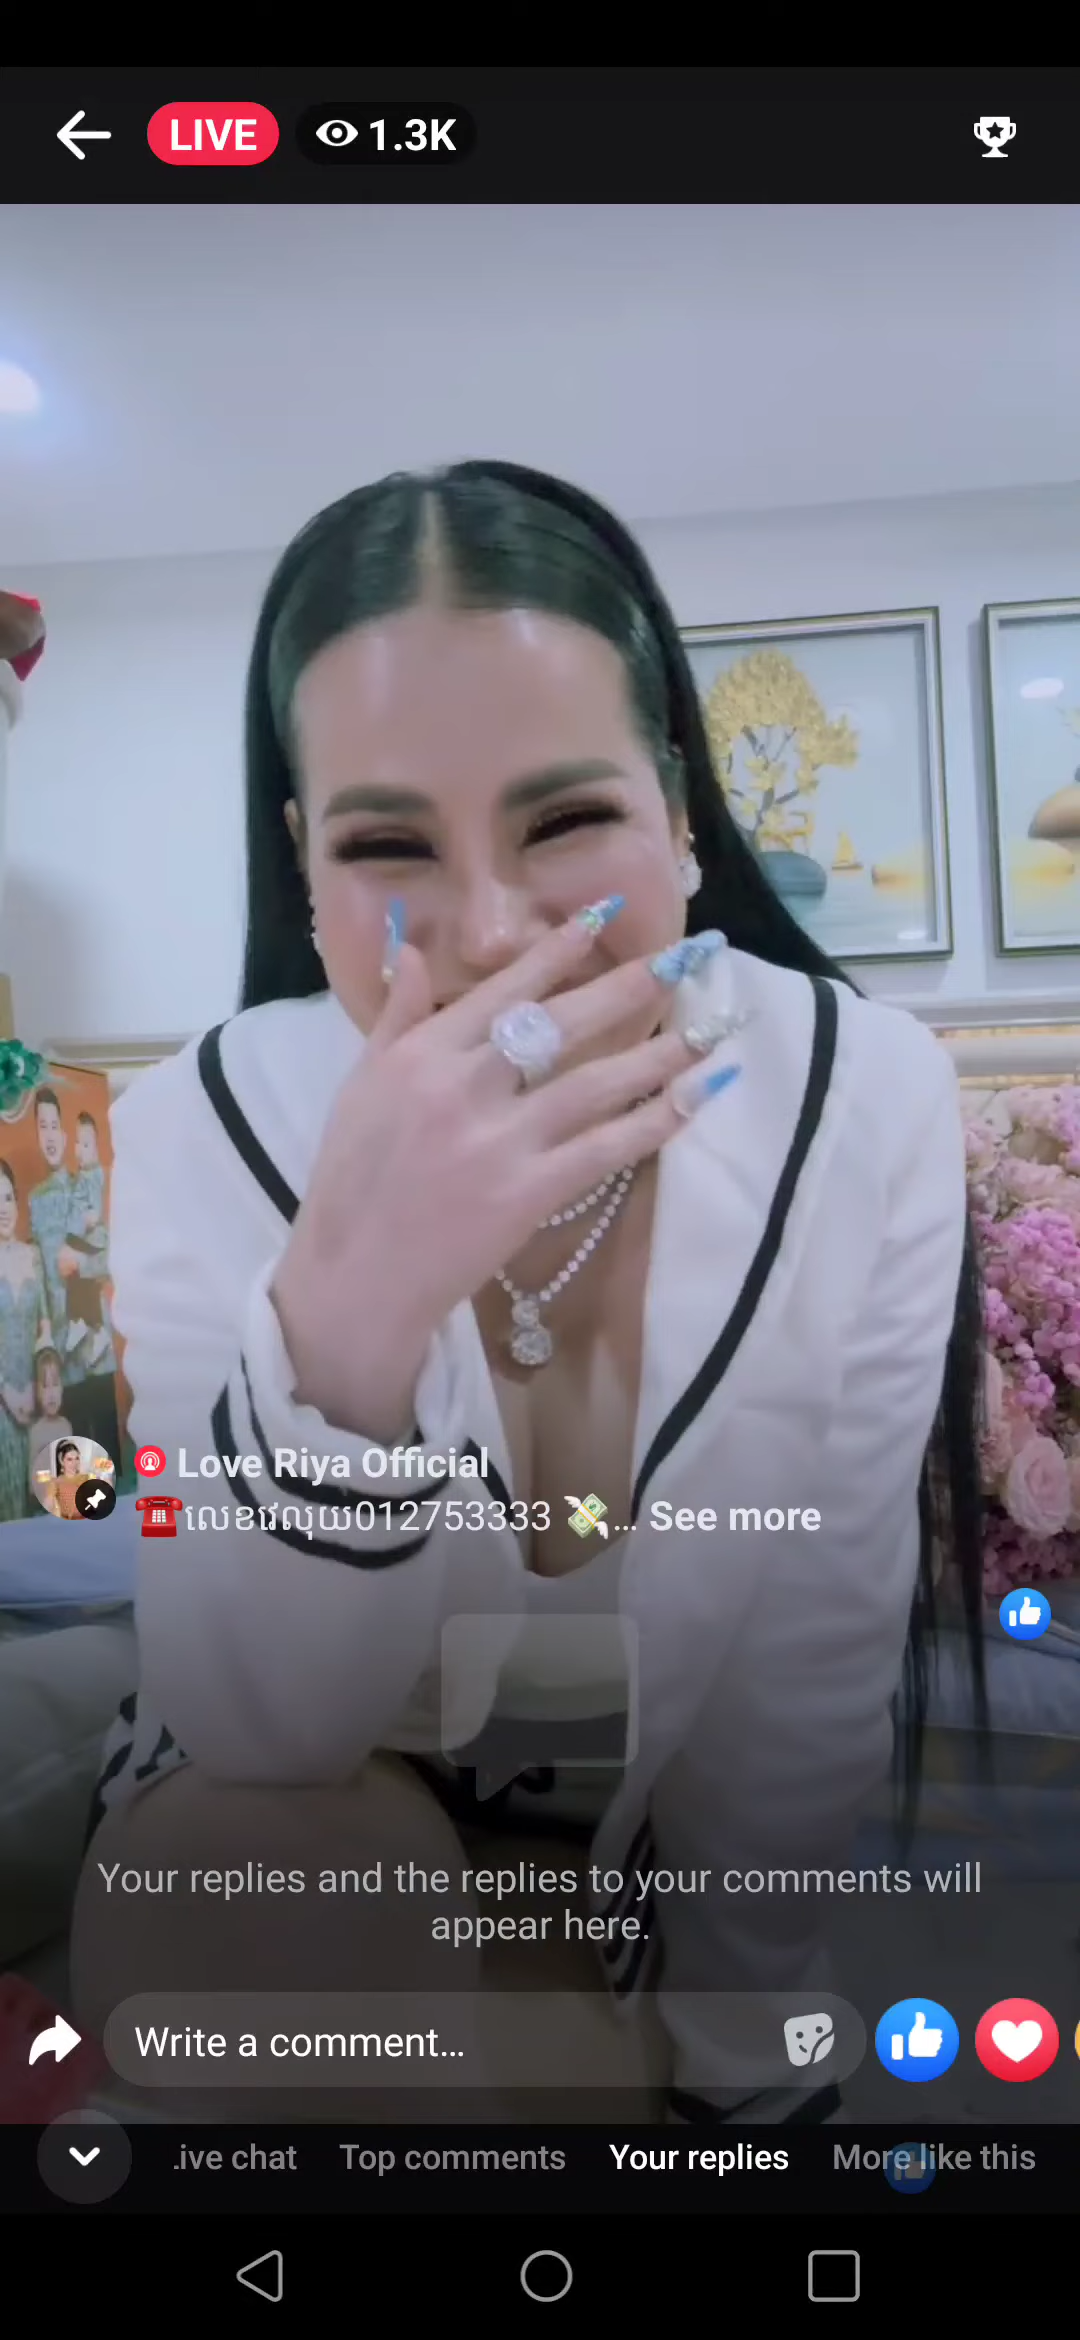 LIVE
1.3K
Love Riya Official
☎️លេខវេលុយ012753333 💸... See more
Your replies and the replies to your comments will
appear here.
Write a comment...
.ive chat
Top comments
Your replies
More like this